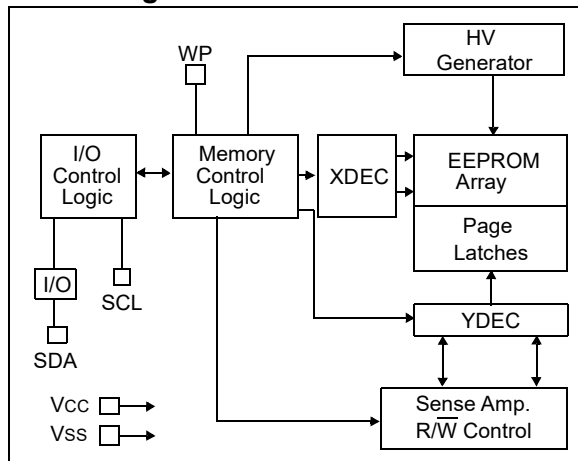 WP
HV
Generator
I/O
Control
Logic
Memory
Control
Logic
XDEC
EEPROM
Array
Page
Latches
I/O
SCL
SDA
YDEC
VCC
VSS
Sense Amp.
R/W̅ Control